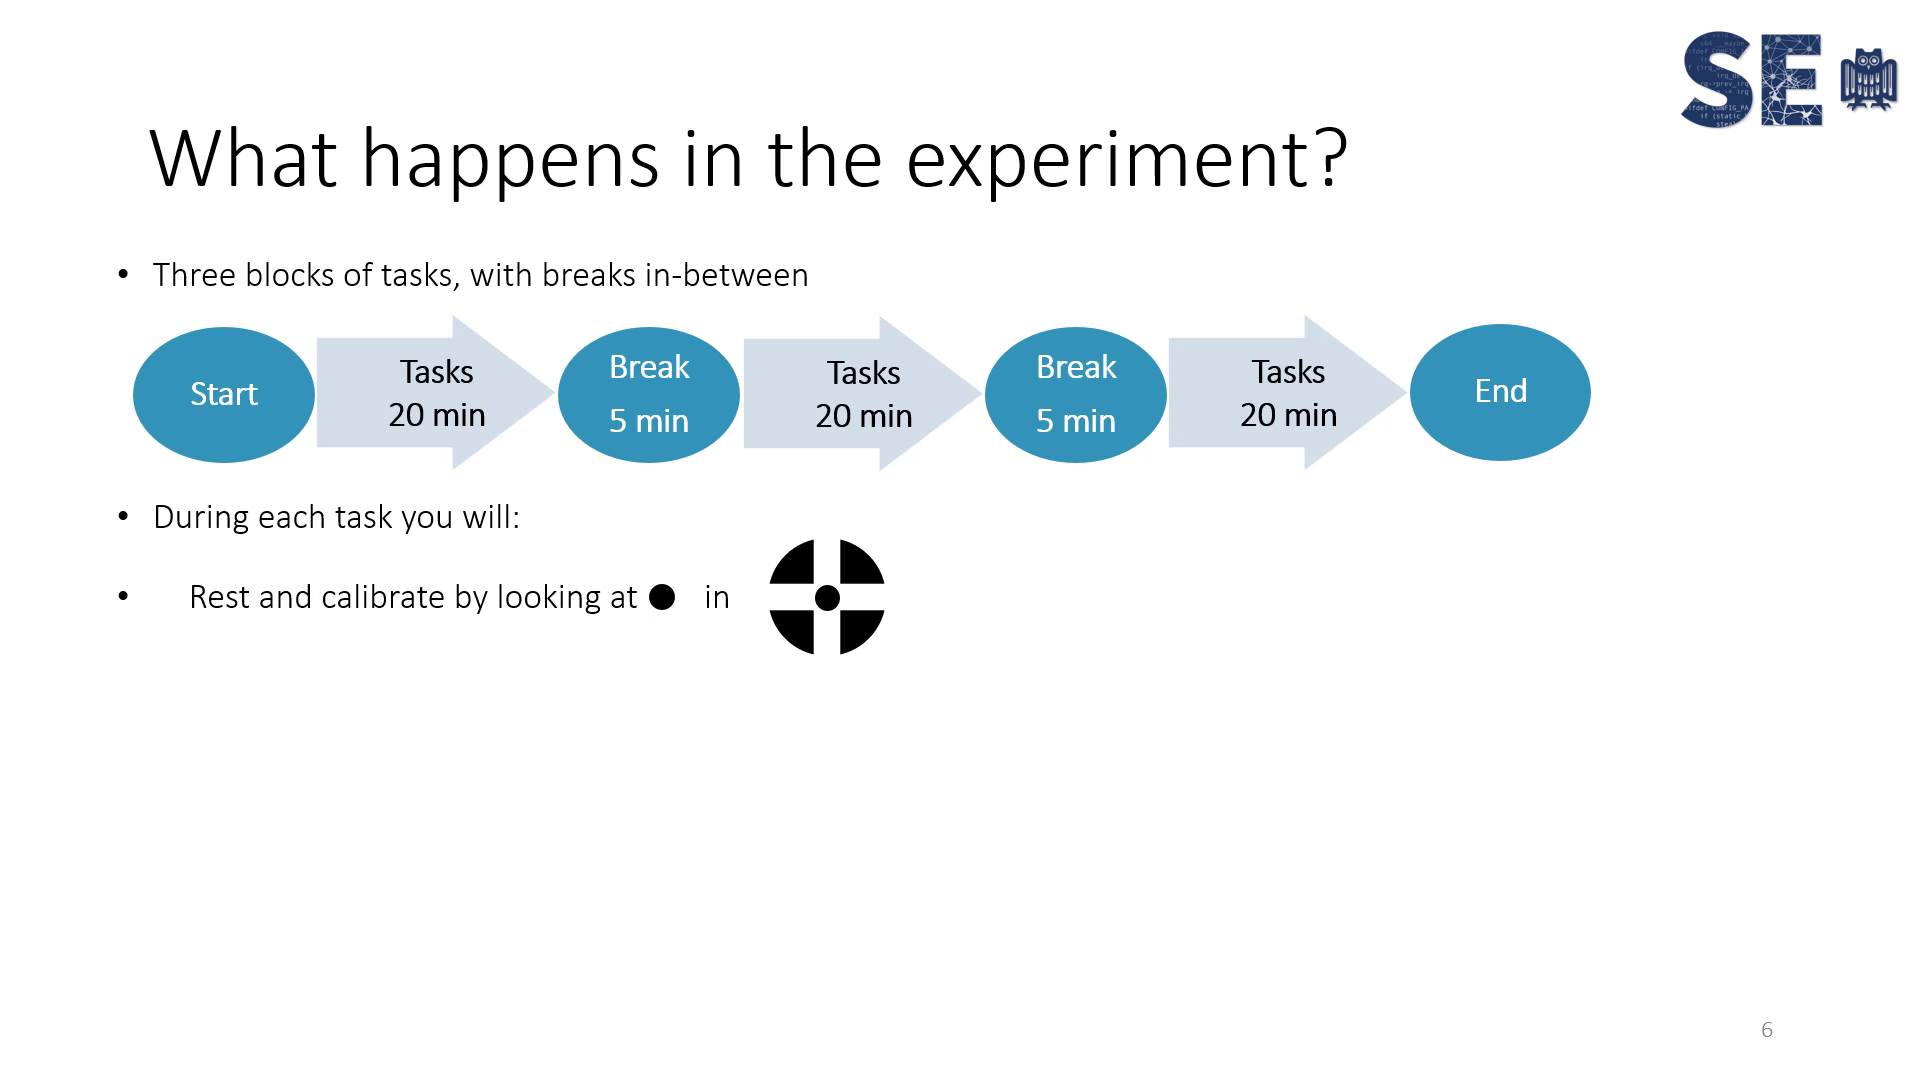 SE
What happens in the experiment?
• Three blocks of tasks, with breaks in-between
Start
Tasks
20 min
Break
5 min
Tasks
20 min
Break
5 min
Tasks
20 min
End
• During each task you will:
• Rest and calibrate by looking at ● in
6